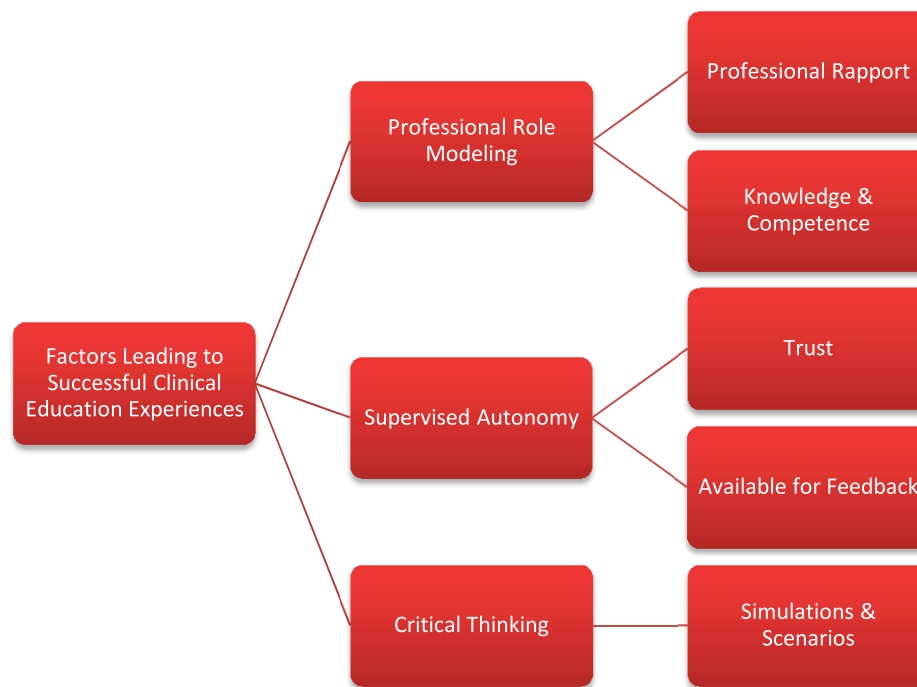 Factors Leading to
Successful Clinical
Education Experiences
Professional Role
Modeling
Professional Rapport
Knowledge &
Competence
Supervised Autonomy
Trust
Available for Feedback
Critical Thinking
Simulations &
Scenarios